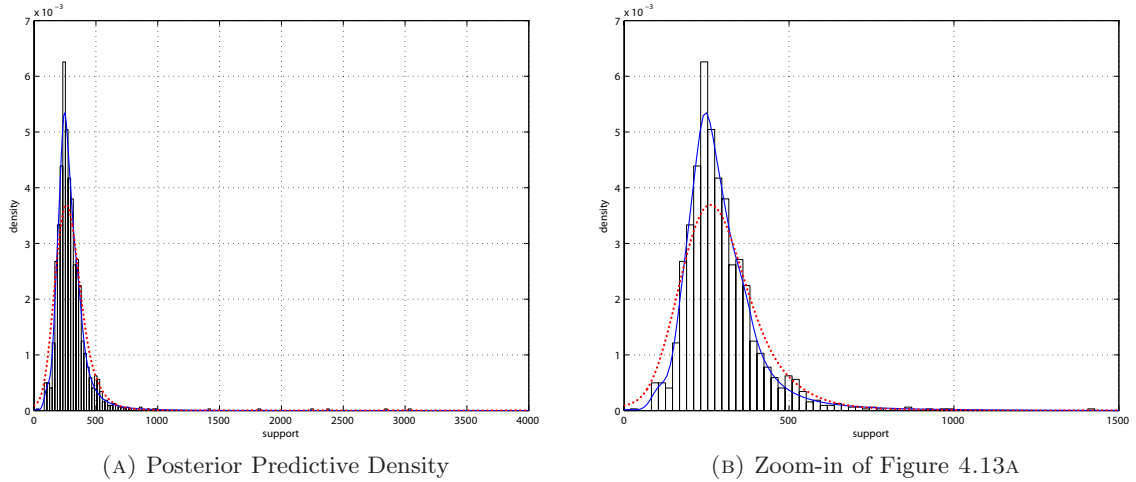 x 10⁻³
7
6
5
4
3
2
1
0
density
0 500 1000 1500 2000 2500 3000 3500 4000
support
(A) Posterior Predictive Density
x 10⁻³
7
6
5
4
3
2
1
0
density
0 500 1000 1500
support
(B) Zoom-in of Figure 4.13A